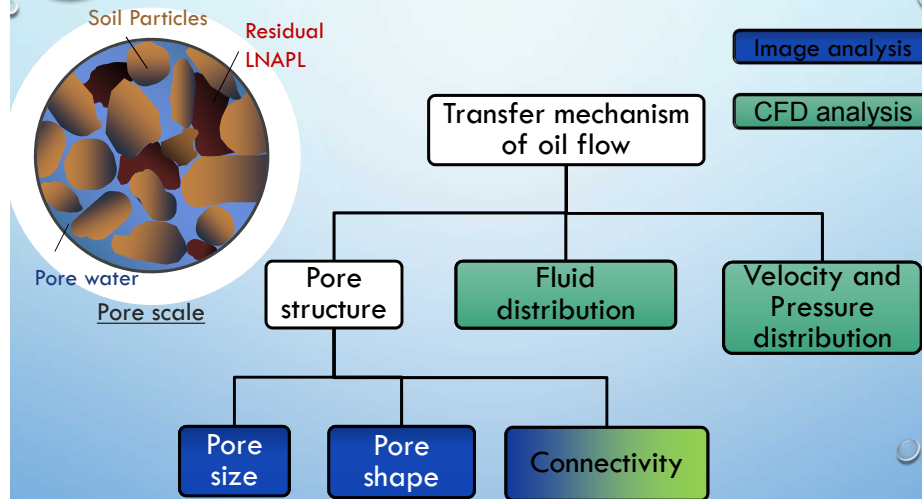 Soil Particles
Residual
LNAPL
Pore water
Pore scale
Image analysis
CFD analysis
Transfer mechanism
of oil flow
Pore
structure
Fluid
distribution
Velocity and
Pressure
distribution
Pore
size
Pore
shape
Connectivity